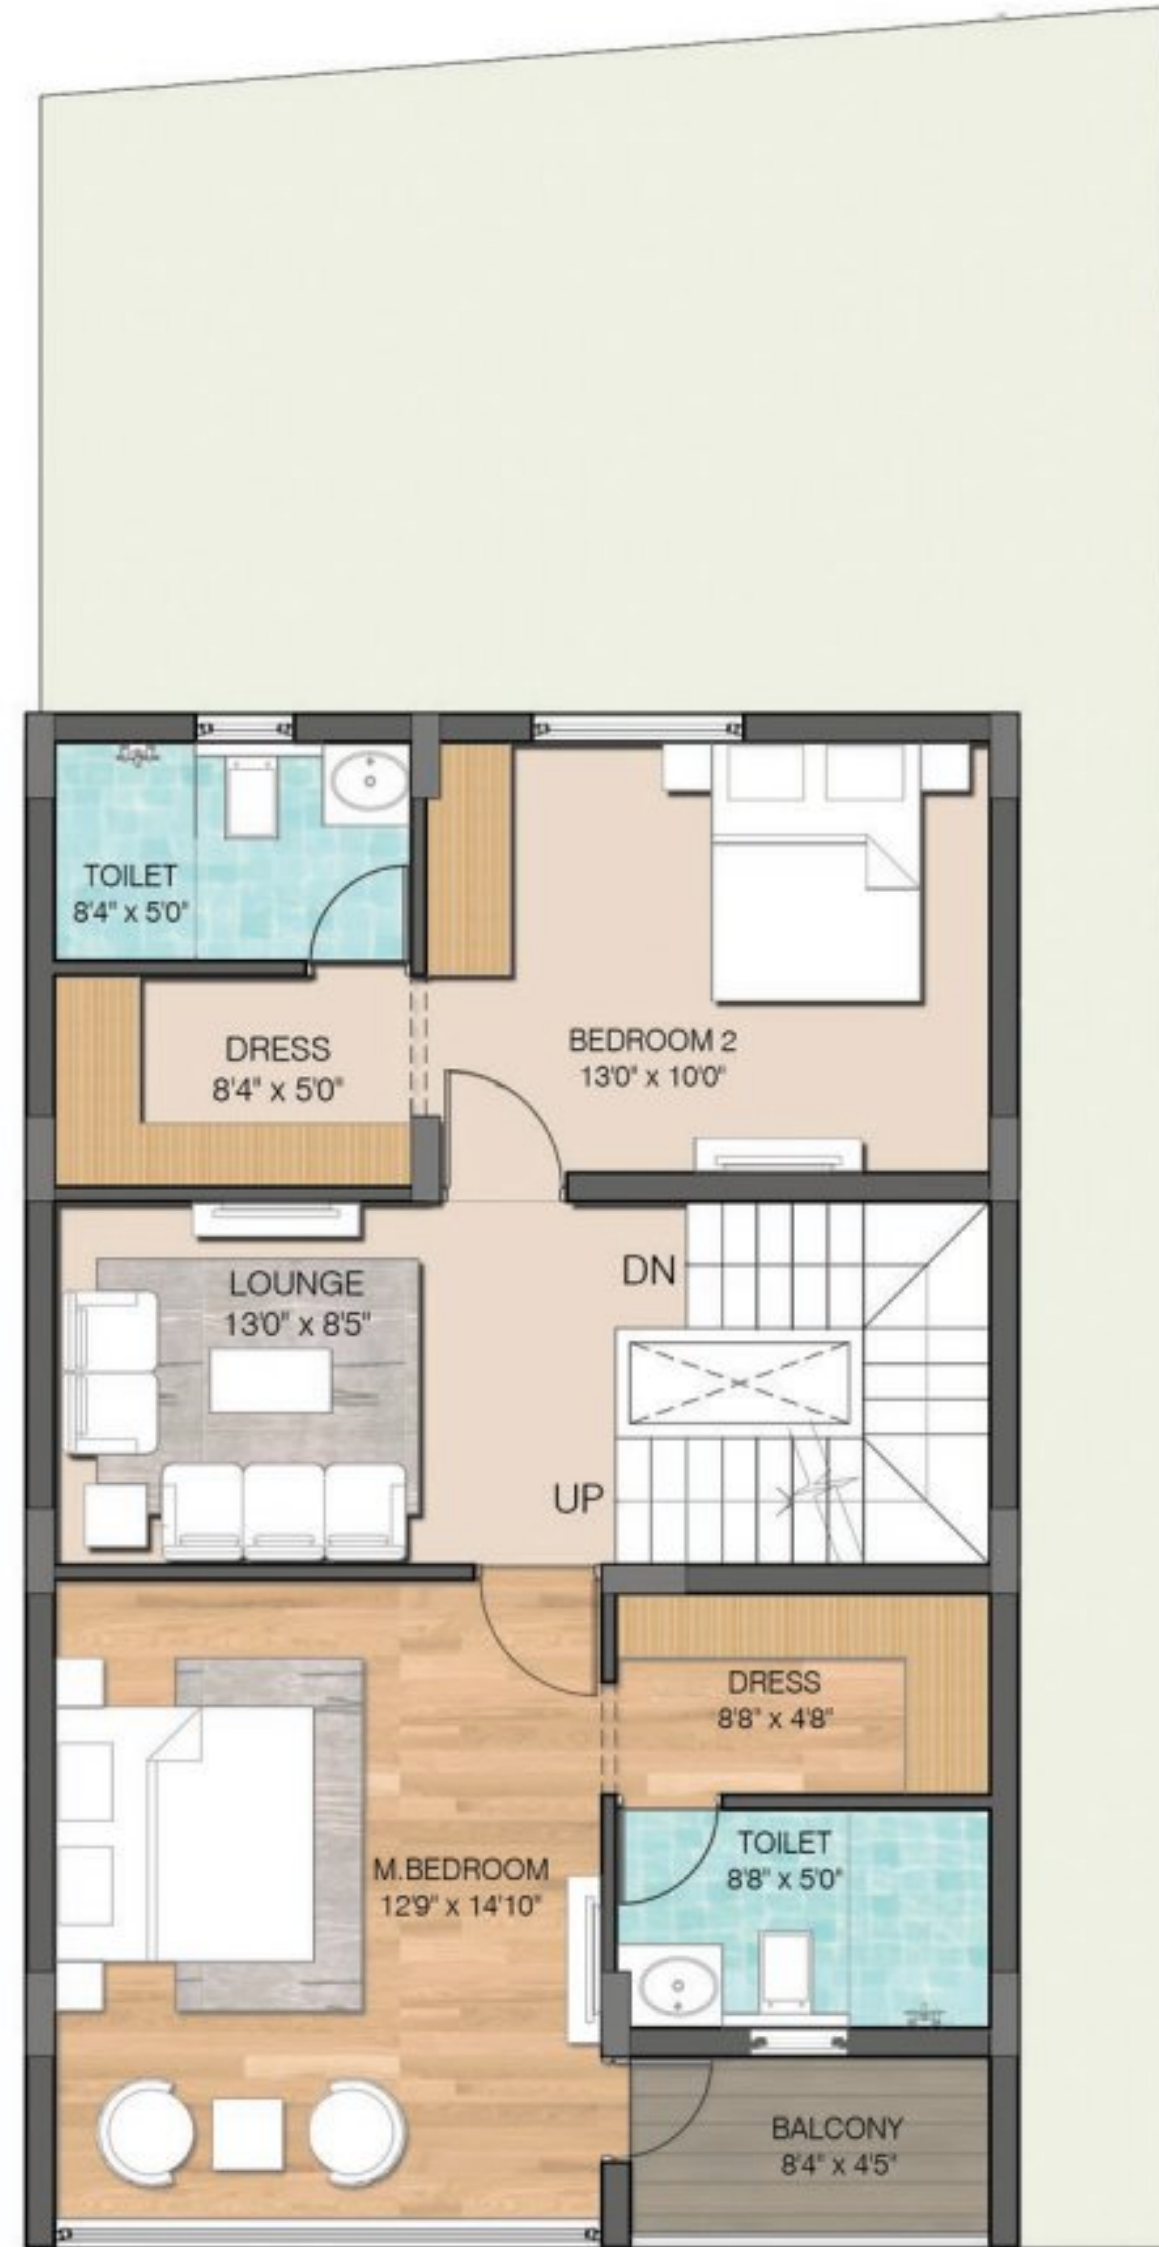 TOILET
8'4" x 5'0"
DRESS
8'4" x 5'0"
BEDROOM 2
13'0" x 10'0"
LOUNGE
13'0" x 8'5"
DN
UP
DRESS
8'8" x 4'8"
TOILET
8'8" x 5'0"
M.BEDROOM
12'9" x 14'10"
BALCONY
8'4" x 4'5"